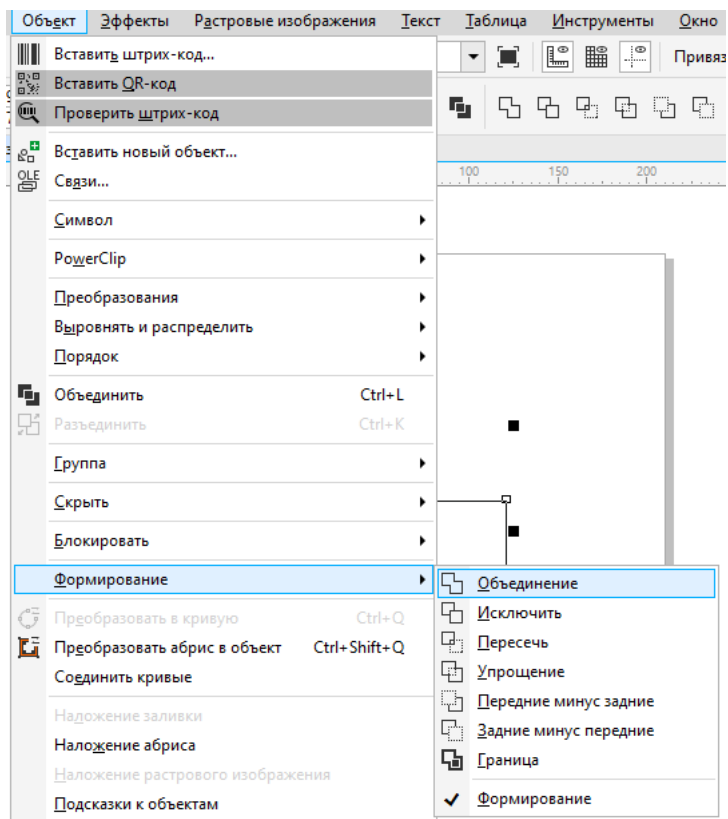 Объект Эффекты Растровые изображения Текст Таблица Инструменты Окно
Вставить штрих-код...
Привяз
Вставить QR-код
Проверить штрих-код
Вставить новый объект...
OLE Связи...
100 150 200
Символ
PowerClip
Преобразования
Выровнять и распределить
Порядок
Объединить Ctrl+L
Разъединить Ctrl+K
Группа
Скрыть
Блокировать
Формирование
Объединение
Исключить
Пересечь
Упрощение
Передние минус задние
Задние минус передние
Граница
Формирование
Преобразовать в кривую Ctrl+Q
Преобразовать абрис в объект Ctrl+Shift+Q
Соединить кривые
Наложение заливки
Наложение абриса
Наложение растрового изображения
Подсказки к объектам